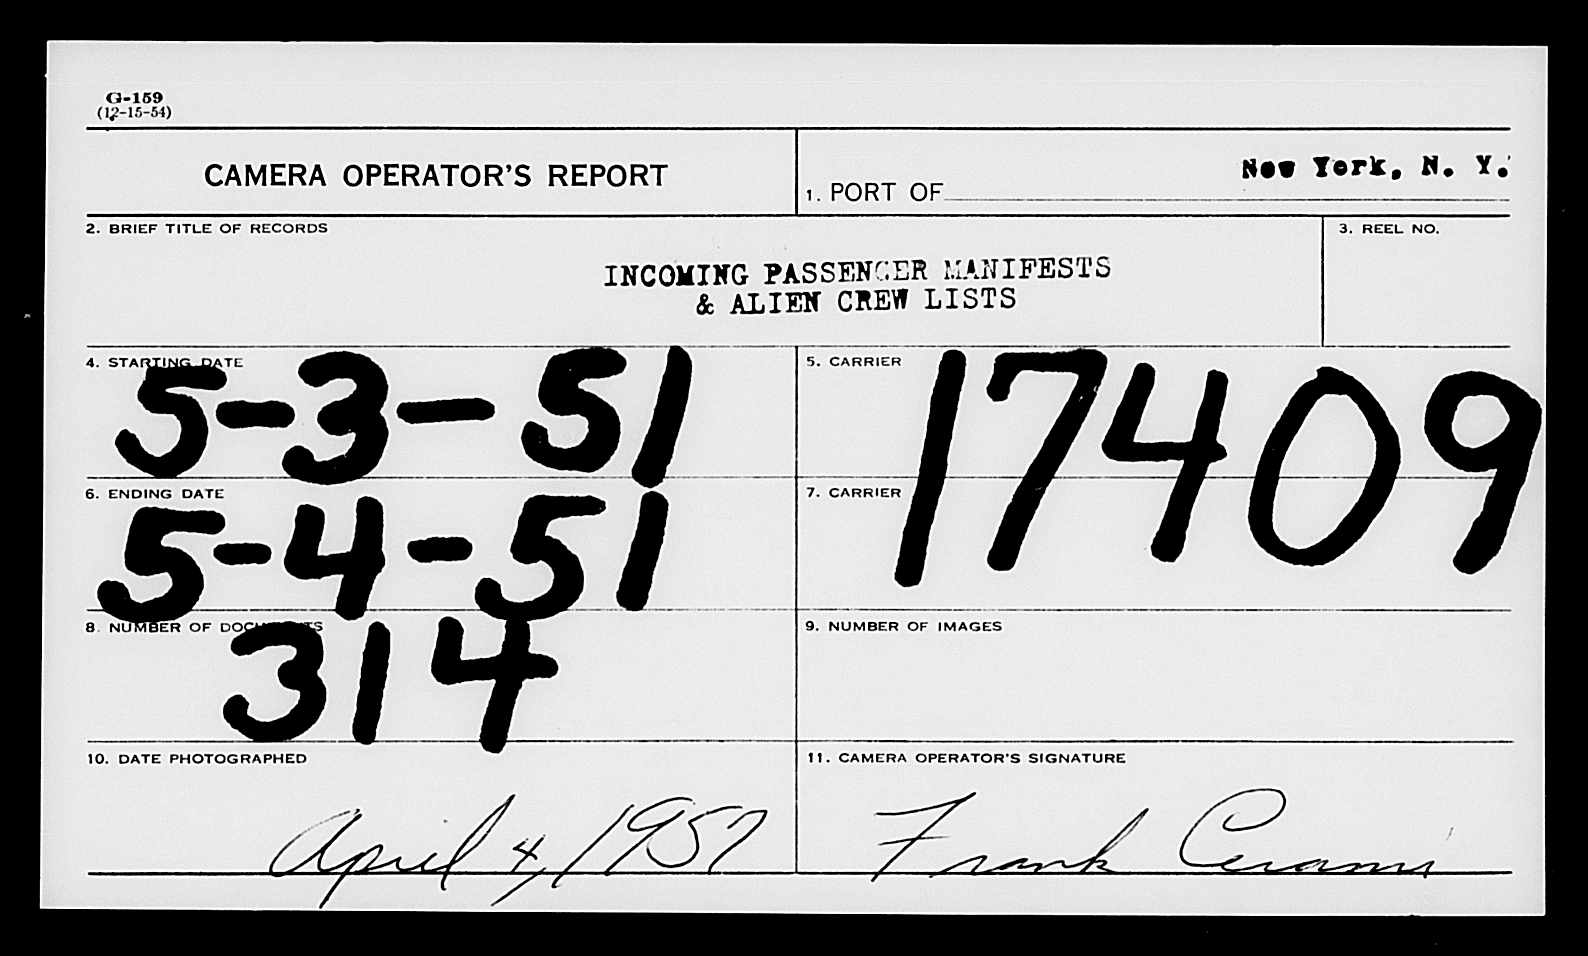 G-159
(12-15-54)
CAMERA OPERATOR'S REPORT
1. PORT OF New York, N. Y.
2. BRIEF TITLE OF RECORDS
3. REEL NO.
INCOMING PASSENGER MANIFESTS
& ALIEN CREW LISTS
4. STARTING DATE
5-3-51
5. CARRIER
17409
6. ENDING DATE
5-4-51
7. CARRIER
8. NUMBER OF DOCUMENTS
314
9. NUMBER OF IMAGES
10. DATE PHOTOGRAPHED
April 4, 1957
11. CAMERA OPERATOR'S SIGNATURE
Frank Cerami